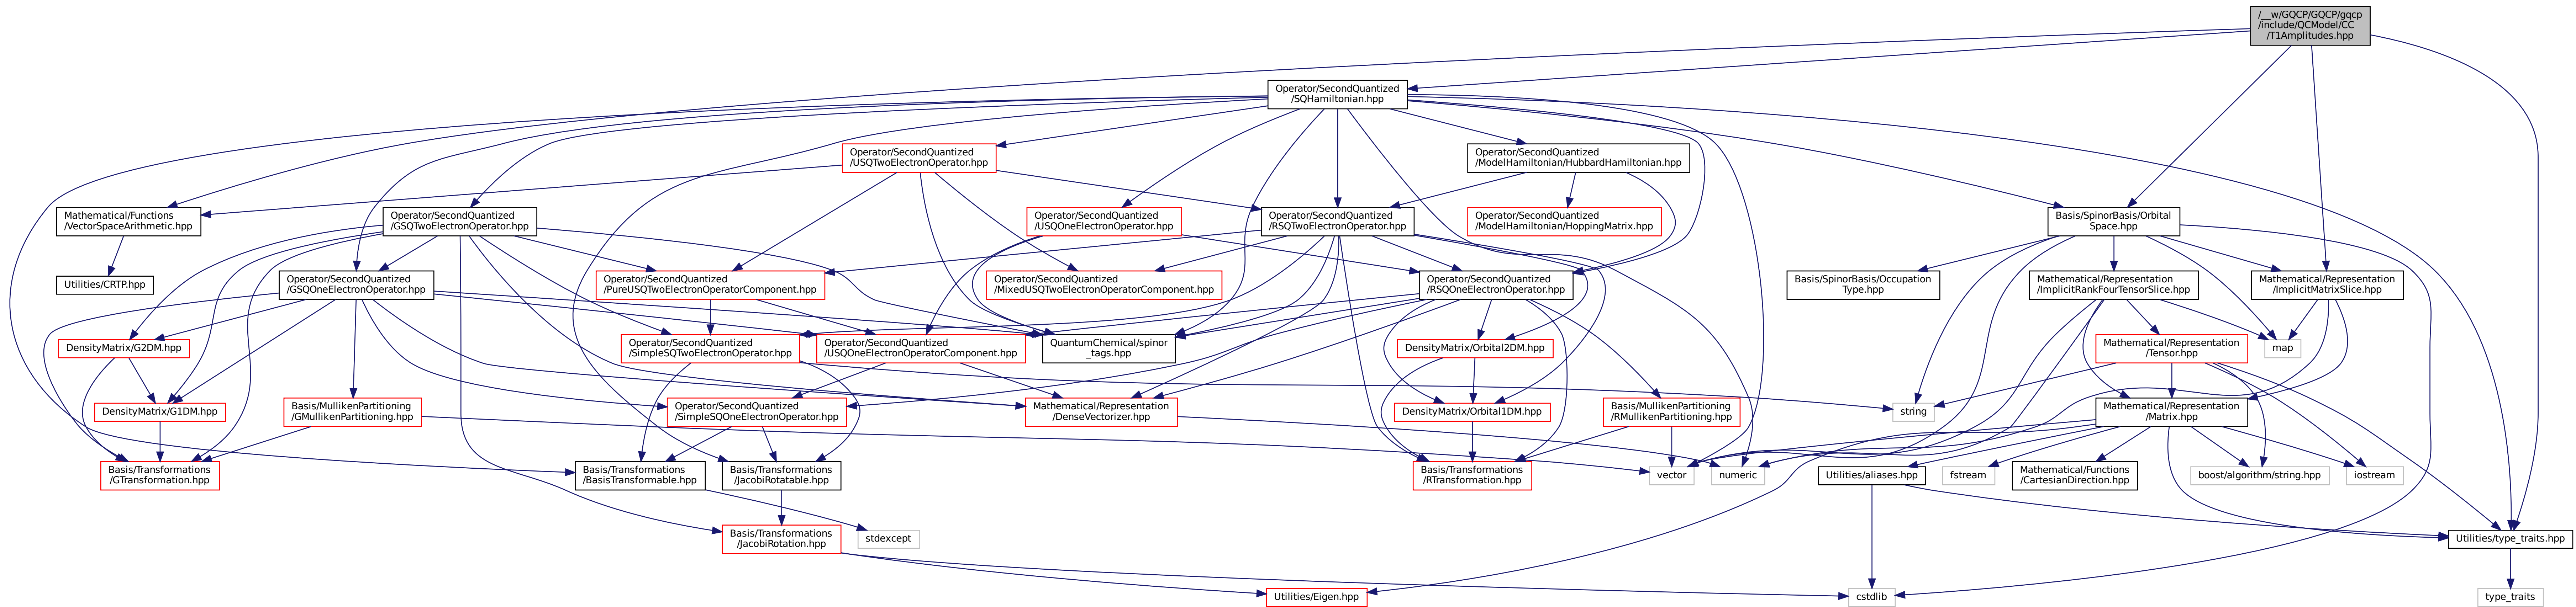 /__w/GQCP/GQCP/gqcp
/include/QCModel/CC
/T1Amplitudes.hpp
Operator/SecondQuantized
/SQHamiltonian.hpp
Operator/SecondQuantized
/USQTwoElectronOperator.hpp
Operator/SecondQuantized
/ModelHamiltonian/HubbardHamiltonian.hpp
Mathematical/Functions
/VectorSpaceArithmetic.hpp
Operator/SecondQuantized
/GSQTwoElectronOperator.hpp
Operator/SecondQuantized
/USQOneElectronOperator.hpp
Operator/SecondQuantized
/RSQTwoElectronOperator.hpp
Operator/SecondQuantized
/ModelHamiltonian/HoppingMatrix.hpp
Basis/SpinorBasis/Orbital
Space.hpp
Utilities/CRTP.hpp
Operator/SecondQuantized
/GSQOneElectronOperator.hpp
Operator/SecondQuantized
/PureUSQTwoElectronOperatorComponent.hpp
Operator/SecondQuantized
/MixedUSQTwoElectronOperatorComponent.hpp
Operator/SecondQuantized
/RSQOneElectronOperator.hpp
Basis/SpinorBasis/Occupation
Type.hpp
Mathematical/Representation
/ImplicitRankFourTensorSlice.hpp
Mathematical/Representation
/ImplicitMatrixSlice.hpp
DensityMatrix/G2DM.hpp
Operator/SecondQuantized
/SimpleSQTwoElectronOperator.hpp
Operator/SecondQuantized
/USQOneElectronOperatorComponent.hpp
QuantumChemical/spinor
_tags.hpp
DensityMatrix/Orbital2DM.hpp
Mathematical/Representation
/Tensor.hpp
map
DensityMatrix/G1DM.hpp
Basis/MullikenPartitioning
/GMullikenPartitioning.hpp
Operator/SecondQuantized
/SimpleSQOneElectronOperator.hpp
Mathematical/Representation
/DenseVectorizer.hpp
DensityMatrix/Orbital1DM.hpp
Basis/MullikenPartitioning
/RMullikenPartitioning.hpp
string
Mathematical/Representation
/Matrix.hpp
Basis/Transformations
/GTransformation.hpp
Basis/Transformations
/BasisTransformable.hpp
Basis/Transformations
/JacobiRotatable.hpp
Basis/Transformations
/RTransformation.hpp
vector
numeric
Utilities/aliases.hpp
fstream
Mathematical/Functions
/CartesianDirection.hpp
boost/algorithm/string.hpp
iostream
Basis/Transformations
/JacobiRotation.hpp
stdexcept
Utilities/type_traits.hpp
Utilities/Eigen.hpp
cstdlib
type_traits